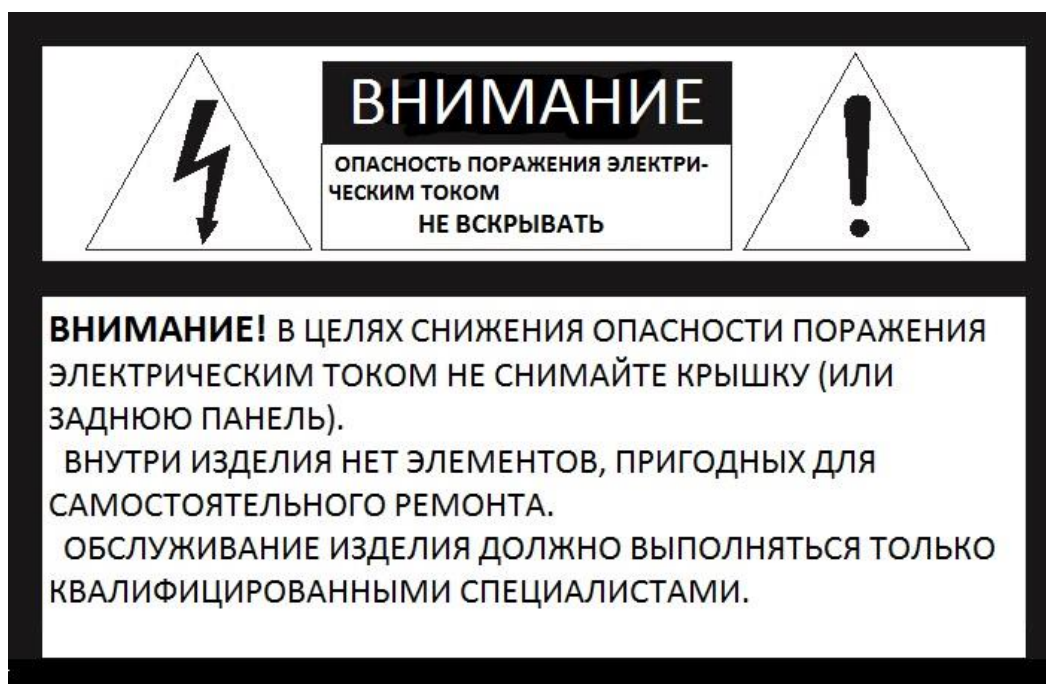 ВНИМАНИЕ
ОПАСНОСТЬ ПОРАЖЕНИЯ ЭЛЕКТРИ-
ЧЕСКИМ ТОКОМ
НЕ ВСКРЫВАТЬ
ВНИМАНИЕ! В ЦЕЛЯХ СНИЖЕНИЯ ОПАСНОСТИ ПОРАЖЕНИЯ
ЭЛЕКТРИЧЕСКИМ ТОКОМ НЕ СНИМАЙТЕ КРЫШКУ (ИЛИ
ЗАДНЮЮ ПАНЕЛЬ).
ВНУТРИ ИЗДЕЛИЯ НЕТ ЭЛЕМЕНТОВ, ПРИГОДНЫХ ДЛЯ
САМОСТОЯТЕЛЬНОГО РЕМОНТА.
ОБСЛУЖИВАНИЕ ИЗДЕЛИЯ ДОЛЖНО ВЫПОЛНЯТЬСЯ ТОЛЬКО
КВАЛИФИЦИРОВАННЫМИ СПЕЦИАЛИСТАМИ.